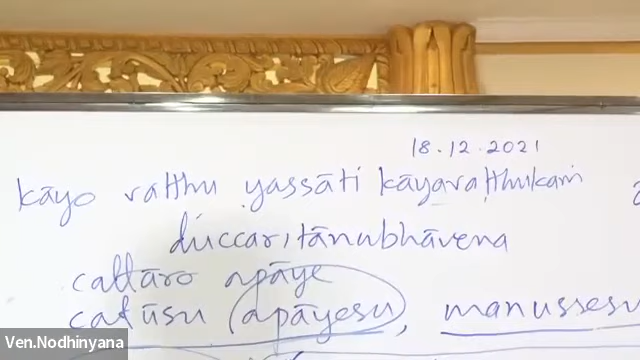 18.12.2021
kāyo vatthu yassāti kāyavatthukaṁ
duccaritānubhāvena
cattāro apāye
catūsu (apāyesu), manussesu
Ven.Nodhinyana